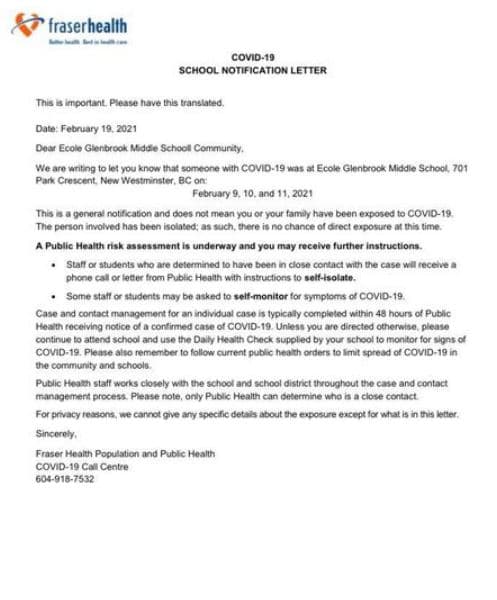 fraserhealth
Better health. Best in health care.
COVID-19
SCHOOL NOTIFICATION LETTER
This is important. Please have this translated.
Date: February 19, 2021
Dear Ecole Glenbrook Middle Schooll Community,
We are writing to let you know that someone with COVID-19 was at Ecole Glenbrook Middle School, 701
Park Crescent, New Westminster, BC on:
February 9, 10, and 11, 2021
This is a general notification and does not mean you or your family have been exposed to COVID-19.
The person involved has been isolated; as such, there is no chance of direct exposure at this time.
A Public Health risk assessment is underway and you may receive further instructions.
• Staff or students who are determined to have been in close contact with the case will receive a
phone call or letter from Public Health with instructions to self-isolate.
• Some staff or students may be asked to self-monitor for symptoms of COVID-19.
Case and contact management for an individual case is typically completed within 48 hours of Public
Health receiving notice of a confirmed case of COVID-19. Unless you are directed otherwise, please
continue to attend school and use the Daily Health Check supplied by your school to monitor for signs of
COVID-19. Please also remember to follow current public health orders to limit spread of COVID-19 in
the community and schools.
Public Health staff works closely with the school and school district throughout the case and contact
management process. Please note, only Public Health can determine who is a close contact.
For privacy reasons, we cannot give any specific details about the exposure except for what is in this letter.
Sincerely,
Fraser Health Population and Public Health
COVID-19 Call Centre
604-918-7532